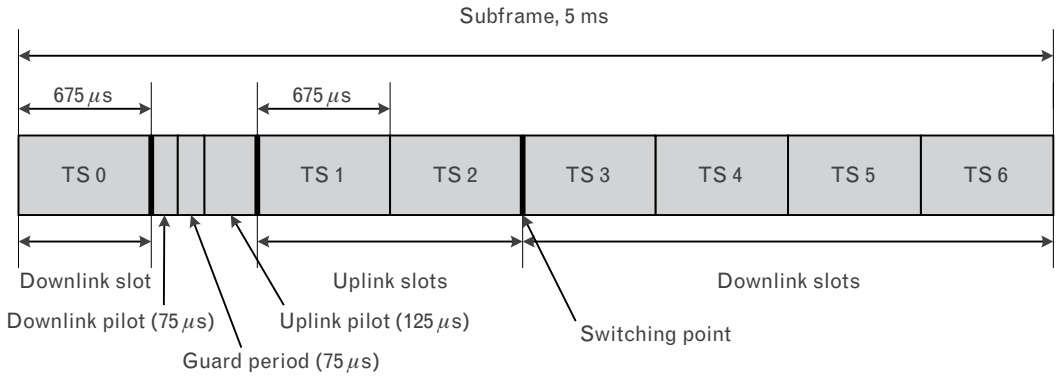 Subframe, 5 ms
675 μs
675 μs
TS 0
TS 1
TS 2
TS 3
TS 4
TS 5
TS 6
Downlink slot
Uplink slots
Downlink slots
Downlink pilot (75 μs)
Uplink pilot (125 μs)
Switching point
Guard period (75 μs)